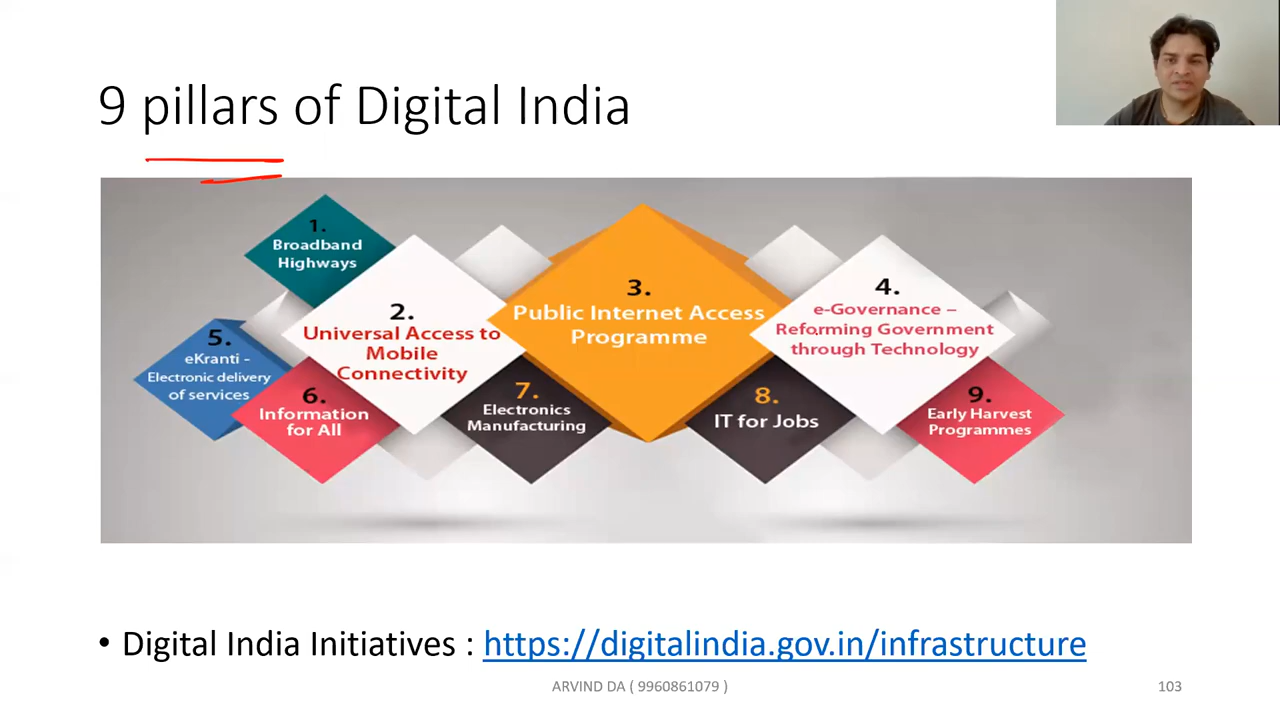 9 pillars of Digital India
1.
Broadband
Highways
2.
Universal Access to
Mobile
Connectivity
3.
Public Internet Access
Programme
4.
e-Governance –
Reforming Government
through Technology
5.
eKranti -
Electronic delivery
of services
6.
Information
for All
7.
Electronics
Manufacturing
8.
IT for Jobs
9.
Early Harvest
Programmes
• Digital India Initiatives : https://digitalindia.gov.in/infrastructure
ARVIND DA ( 9960861079 )
103